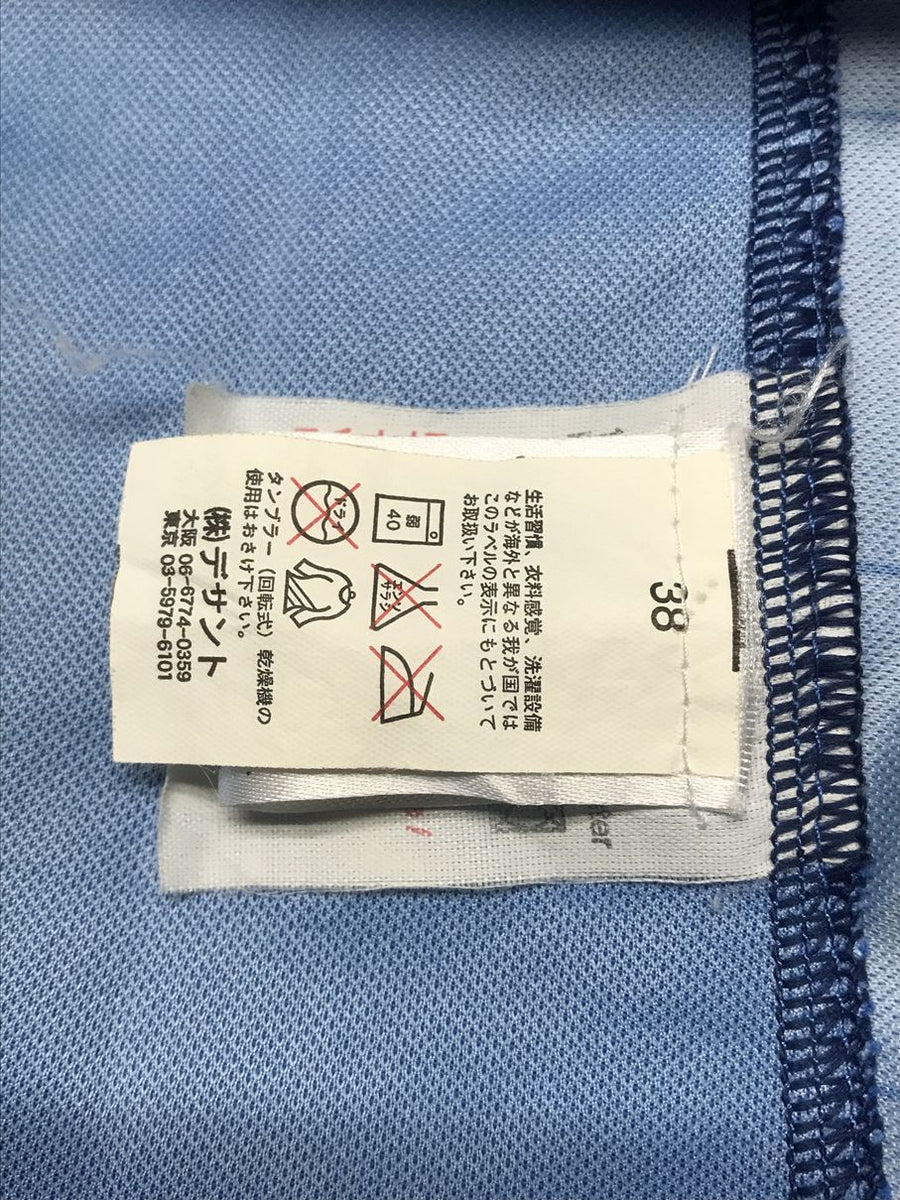 38
生活習慣、衣料感覚、洗濯設備
などが海外と異なる我が国では
このラベルの表示にもとづいて
お取扱い下さい。
弱
40
エンソ
サラシ
ドライ
タンブラー（回転式）乾燥機の
使用はおさけ下さい。
(株)デサント
大阪 06-6774-0359
東京 03-5979-6101